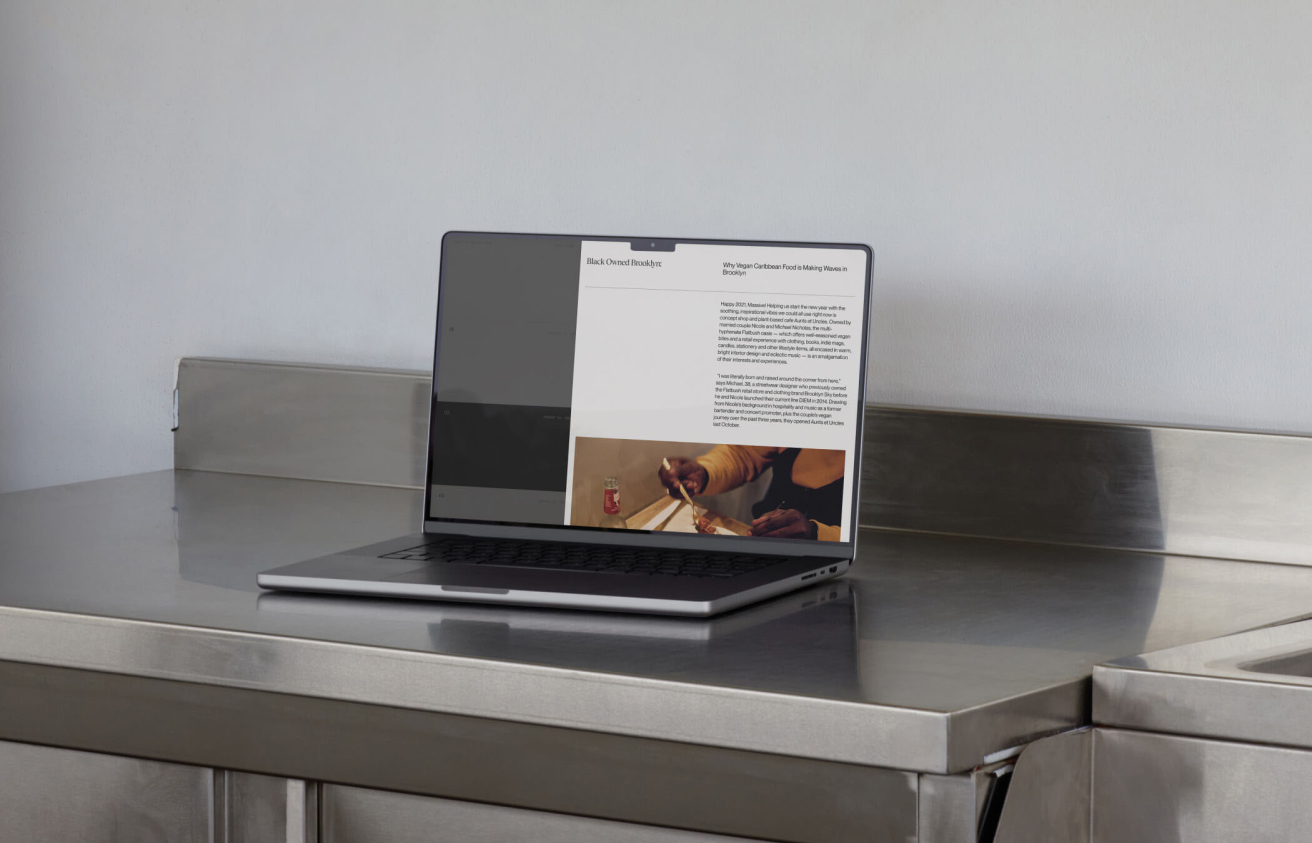 Black Owned Brooklyn
Why Vegan Caribbean Food is Making Waves in
Brooklyn
Happy 2021, Massive! Helping us start the new year with the
soothing, inspirational vibes we could all use right now is
concept shop and plant-based cafe Aunts et Uncles. Owned by
married couple Nicole and Michael Nicholas, the multi-
hyphenate Flatbush oasis — which offers well-seasoned vegan
bites and a retail experience with clothing, books, indie mags,
candles, stationery and other lifestyle items, all encased in warm,
bright interior design and eclectic music — is an amalgamation
of their interests and experiences.
"I was literally born and raised around the corner from here,"
says Michael, 38, a streetwear designer who previously owned
the Flatbush retail store and clothing brand Brooklyn Sky before
he and Nicole launched their current line DIEM in 2014. Drawing
from Nicole's background in hospitality and music as a former
bartender and concert promoter, plus the couple's vegan
journey over the past three years, they opened Aunts et Uncles
last October.